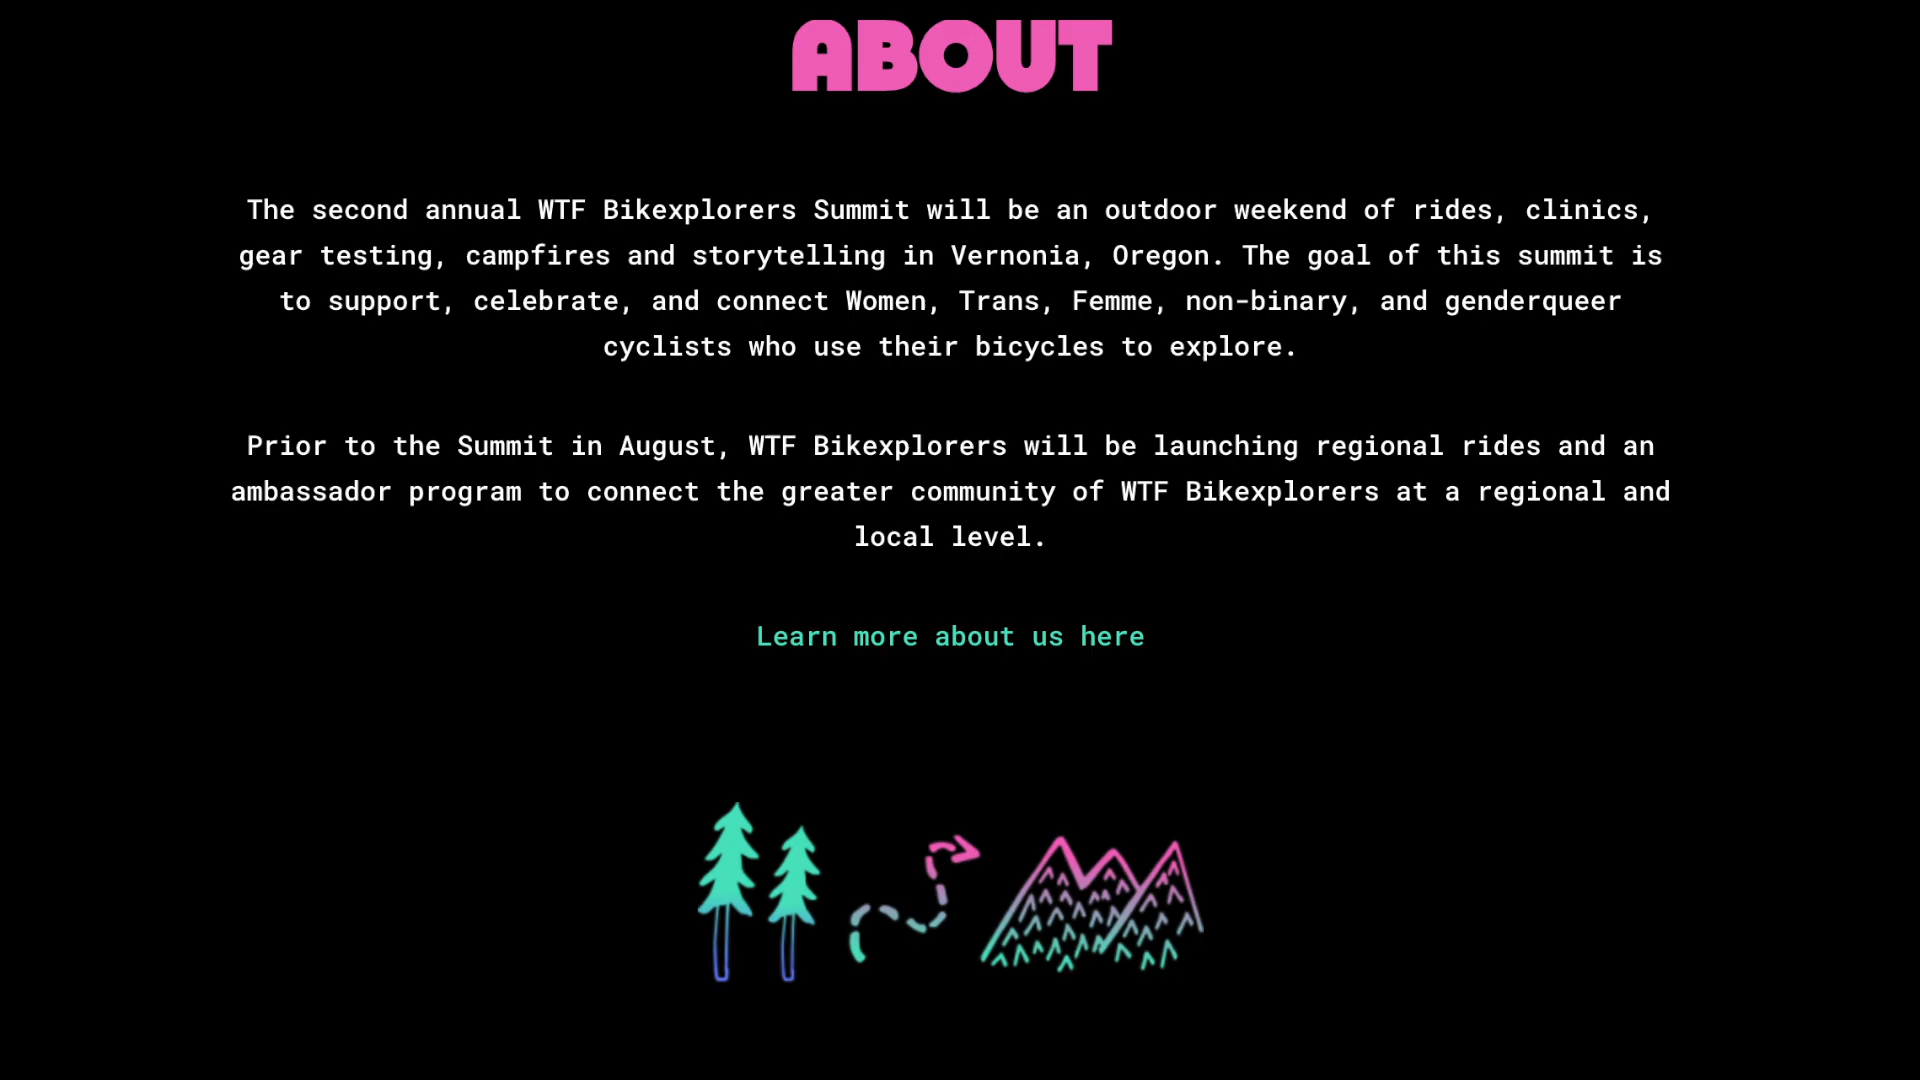 ABOUT
The second annual WTF Bikexplorers Summit will be an outdoor weekend of rides, clinics,
gear testing, campfires and storytelling in Vernonia, Oregon. The goal of this summit is
to support, celebrate, and connect Women, Trans, Femme, non-binary, and genderqueer
cyclists who use their bicycles to explore.
Prior to the Summit in August, WTF Bikexplorers will be launching regional rides and an
ambassador program to connect the greater community of WTF Bikexplorers at a regional and
local level.
Learn more about us here